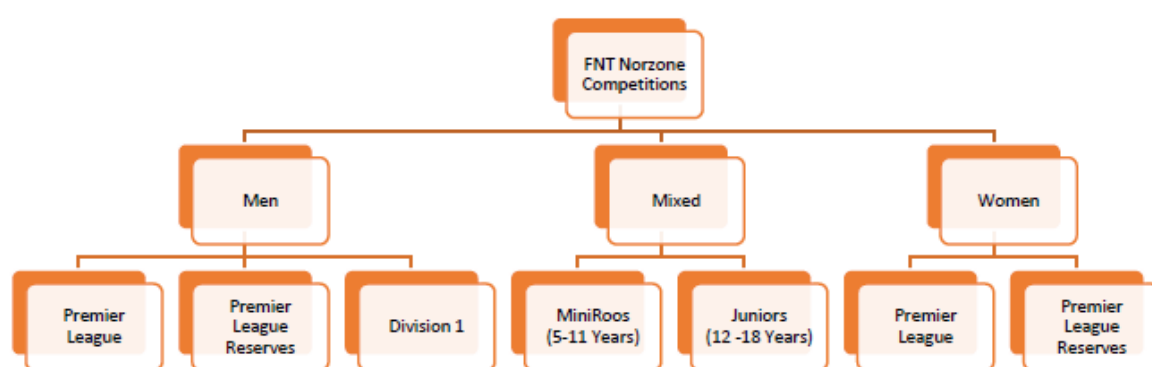 FNT Norzone
Competitions
Men
Mixed
Women
Premier
League
Premier
League
Reserves
Division 1
MiniRoos
(5-11 Years)
Juniors
(12 -18 Years)
Premier
League
Premier
League
Reserves